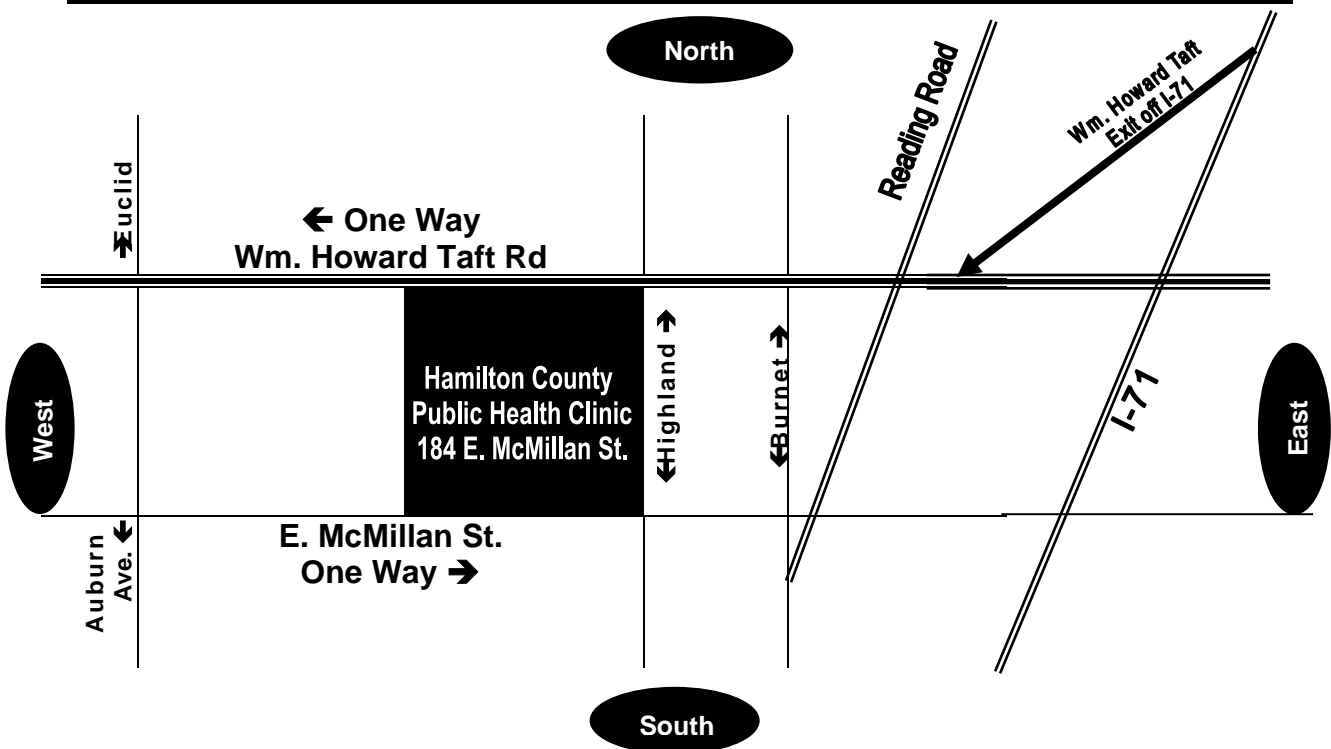 North
Reading Road
Wm. Howard Taft
Exit off I-71
Euclid →
← One Way
Wm. Howard Taft Rd
West
Hamilton County
Public Health Clinic
184 E. McMillan St.
←Highland →
←Burnet →
I-71
East
Auburn
Ave. ←
E. McMillan St.
One Way →
South